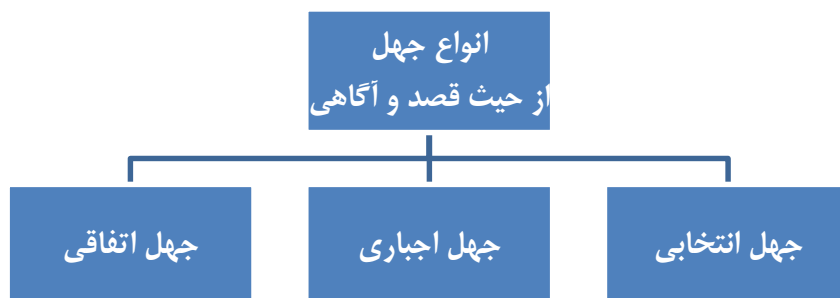 انواع جهل
از حیث قصد و آگاهی
جهل انتخابی
جهل اجباری
جهل اتفاقی